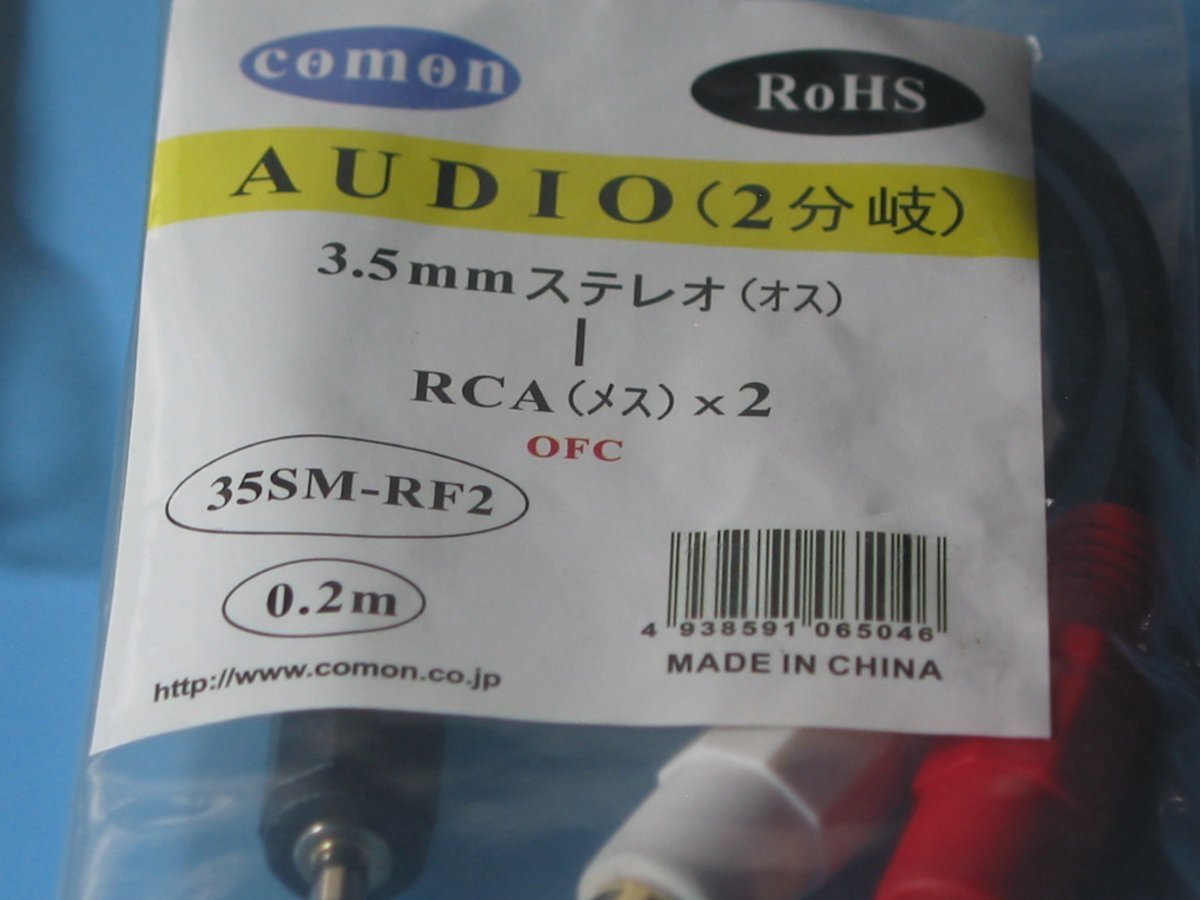 comon
RoHS
AUDIO(2分岐)
3.5mmステレオ(オス)
|
RCA(メス)×2
OFC
35SM-RF2
0.2m
4 938591 065046
MADE IN CHINA
http://www.comon.co.jp